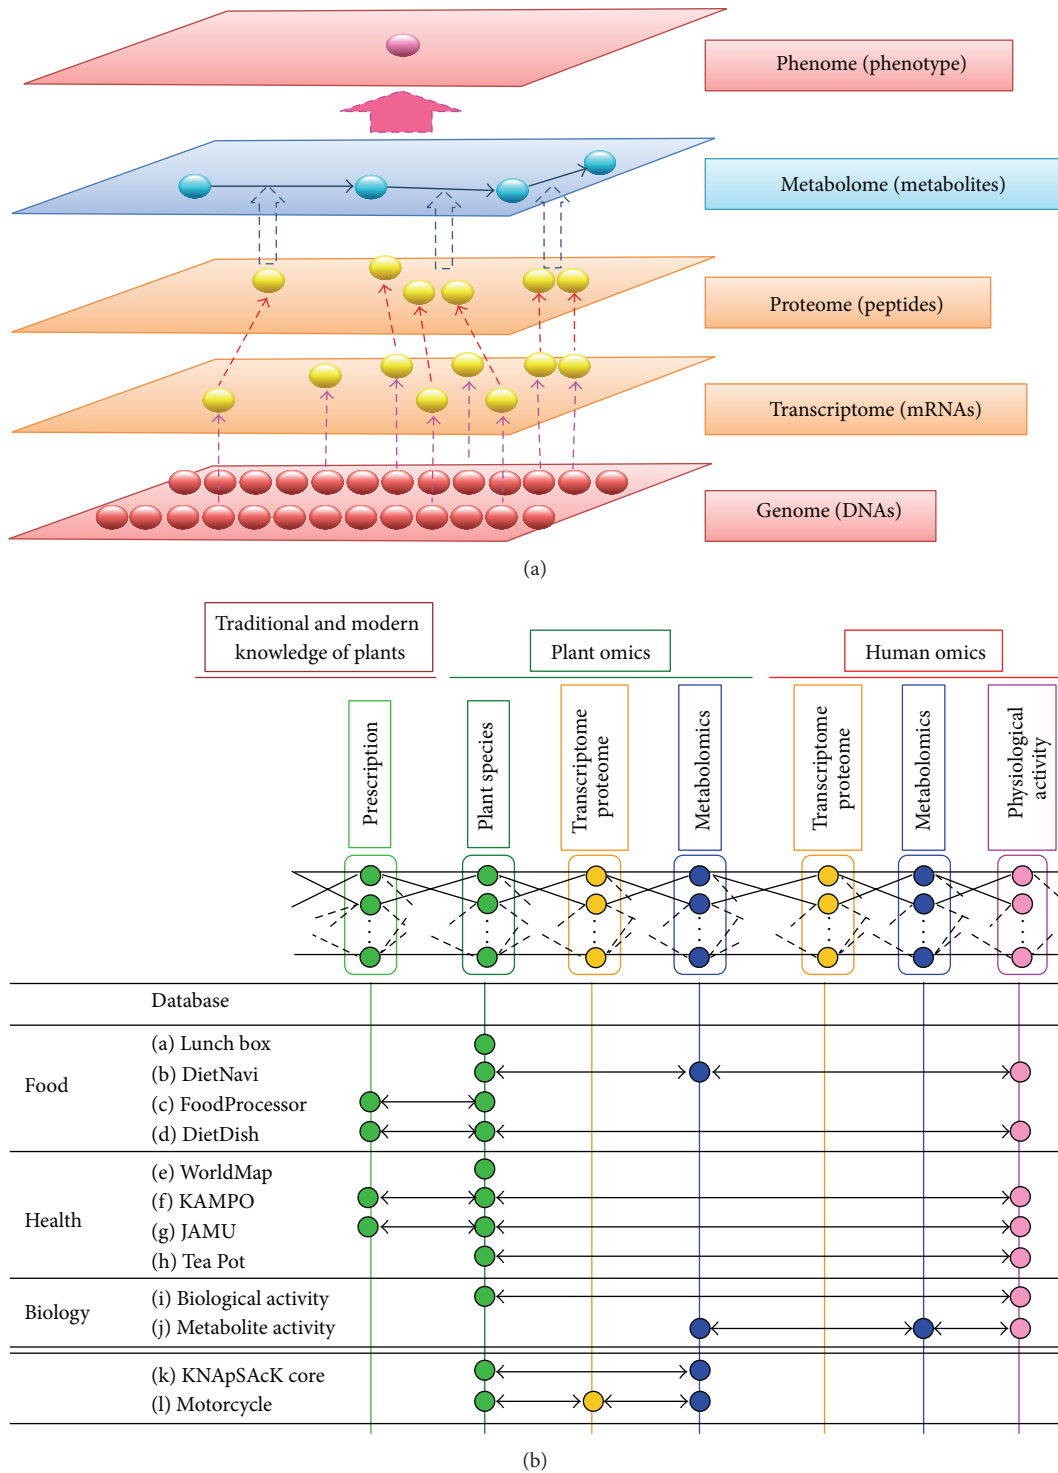 Phenome (phenotype)
Metabolome (metabolites)
Proteome (peptides)
Transcriptome (mRNAs)
Genome (DNAs)
(a)
Traditional and modern
knowledge of plants
Plant omics
Human omics
Prescription
Plant species
Transcriptome
proteome
Metabolomics
Transcriptome
proteome
Metabolomics
Physiological
activity
Database
Food
(a) Lunch box
(b) DietNavi
(c) FoodProcessor
(d) DietDish
Health
(e) WorldMap
(f) KAMPO
(g) JAMU
(h) Tea Pot
Biology
(i) Biological activity
(j) Metabolite activity
(k) KNApSAcK core
(l) Motorcycle
(b)